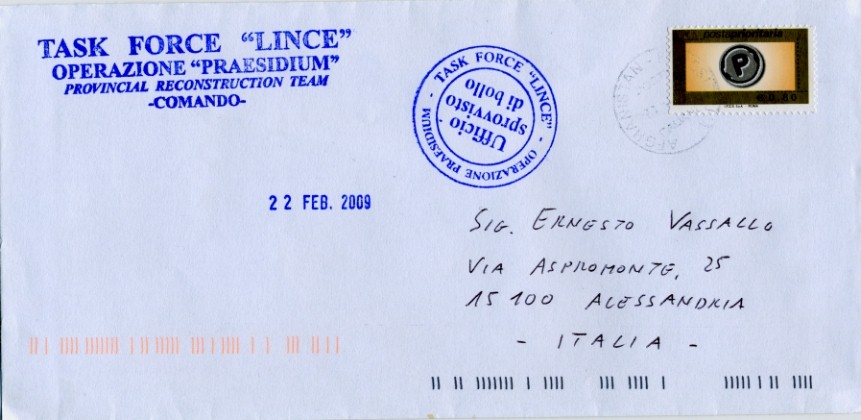 TASK FORCE “LINCE”
OPERAZIONE “PRAESIDIUM”
PROVINCIAL RECONSTRUCTION TEAM
-COMANDO-
- TASK FORCE "LINCE" - OPERAZIONE PRAESIDIUM
Ufficio
sprovvisto
di bollo
postaprioritaria
P
AFGHANISTAN
22 FEB. 2009
SIG. ERNESTO VASSALLO
VIA ASPROMONTE, 25
15100 ALESSANDRIA
- ITALIA -